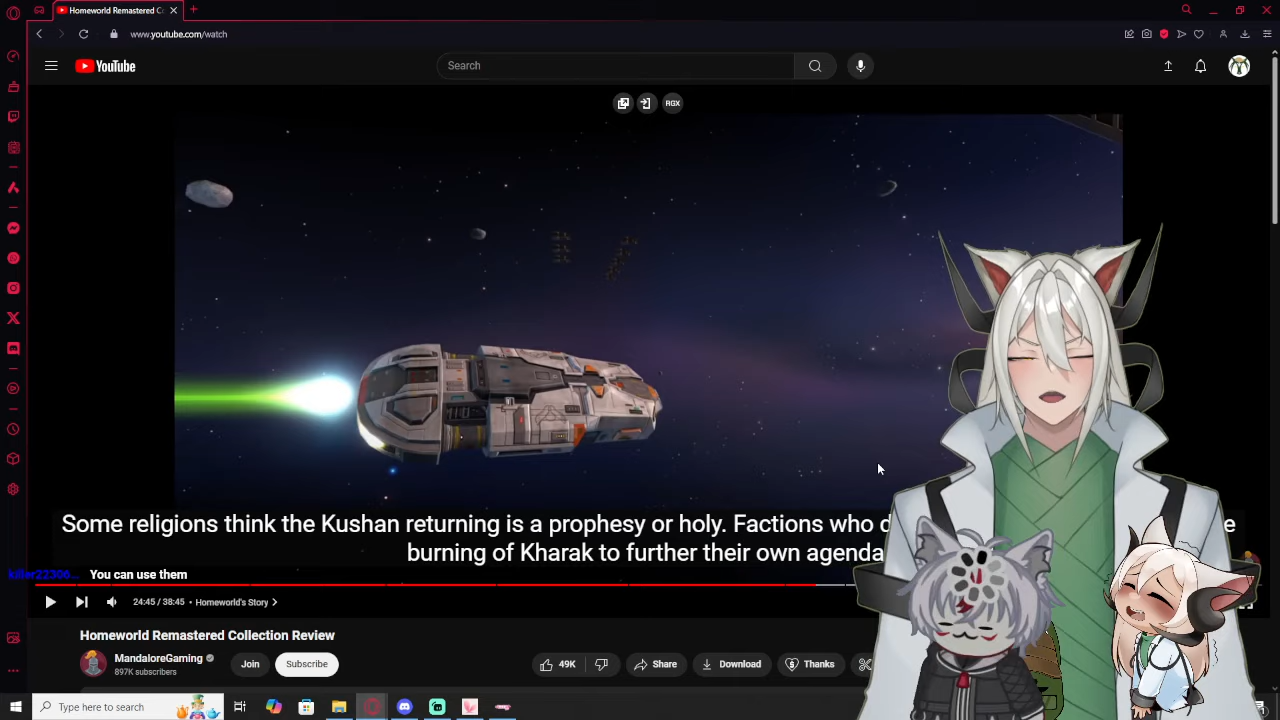 Homeworld Remastered C
www.youtube.com/watch
YouTube
Search
RGX
Some religions think the Kushan returning is a prophesy or holy. Factions who
burning of Kharak to further their own agenda
killer22306... You can use them
24:45 / 38:45 • Homeworld's Story
Homeworld Remastered Collection Review
MandaloreGaming
897K subscribers
Join
Subscribe
49K
Share
Download
Thanks
Type here to search